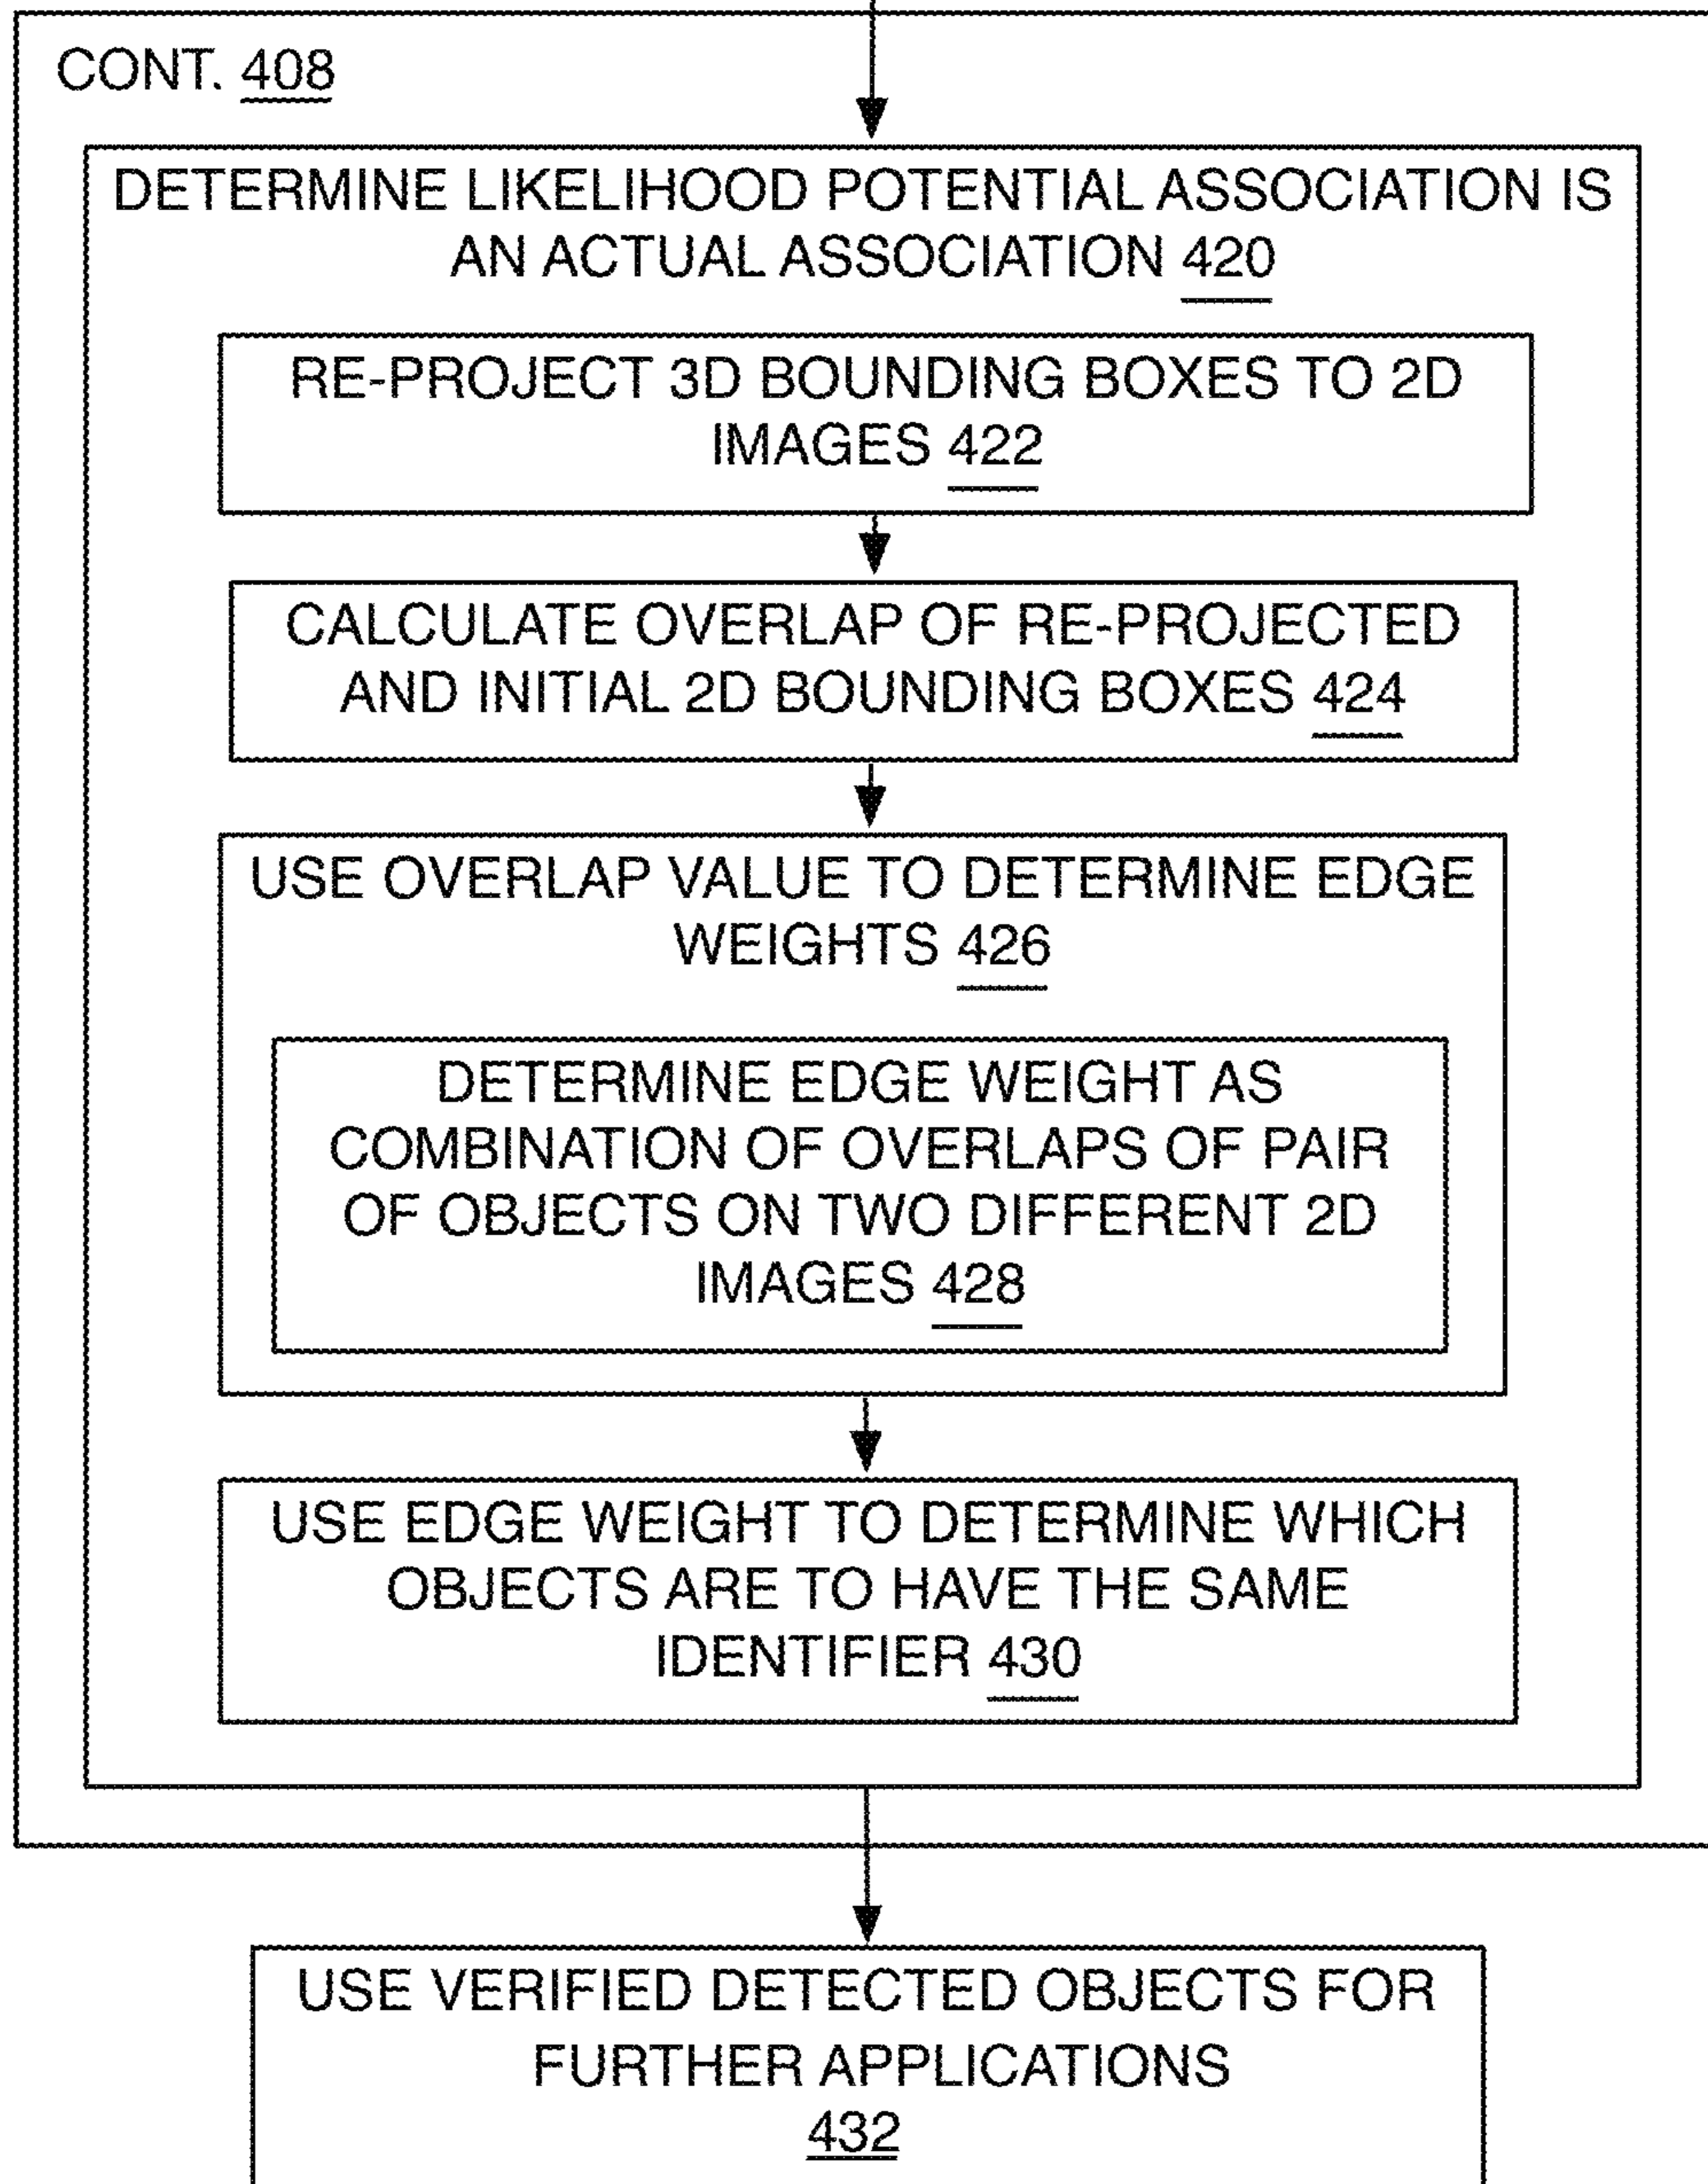 CONT. 408
DETERMINE LIKELIHOOD POTENTIAL ASSOCIATION IS
AN ACTUAL ASSOCIATION 420
RE-PROJECT 3D BOUNDING BOXES TO 2D
IMAGES 422
CALCULATE OVERLAP OF RE-PROJECTED
AND INITIAL 2D BOUNDING BOXES 424
USE OVERLAP VALUE TO DETERMINE EDGE
WEIGHTS 426
DETERMINE EDGE WEIGHT AS
COMBINATION OF OVERLAPS OF PAIR
OF OBJECTS ON TWO DIFFERENT 2D
IMAGES 428
USE EDGE WEIGHT TO DETERMINE WHICH
OBJECTS ARE TO HAVE THE SAME
IDENTIFIER 430
USE VERIFIED DETECTED OBJECTS FOR
FURTHER APPLICATIONS
432